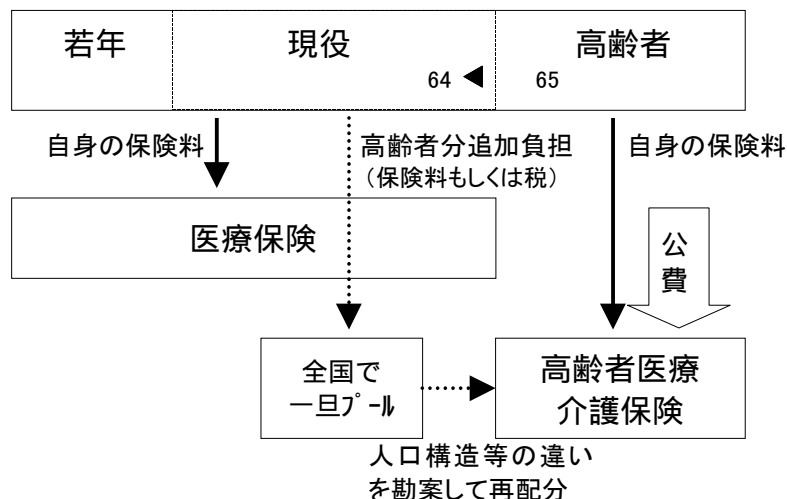 若年
現役
高齢者
64
65
自身の保険料
高齢者分追加負担
(保険料もしくは税)
自身の保険料
医療保険
公
費
全国で
一旦ﾌﾟｰﾙ
高齢者医療
介護保険
人口構造等の違い
を勘案して再配分